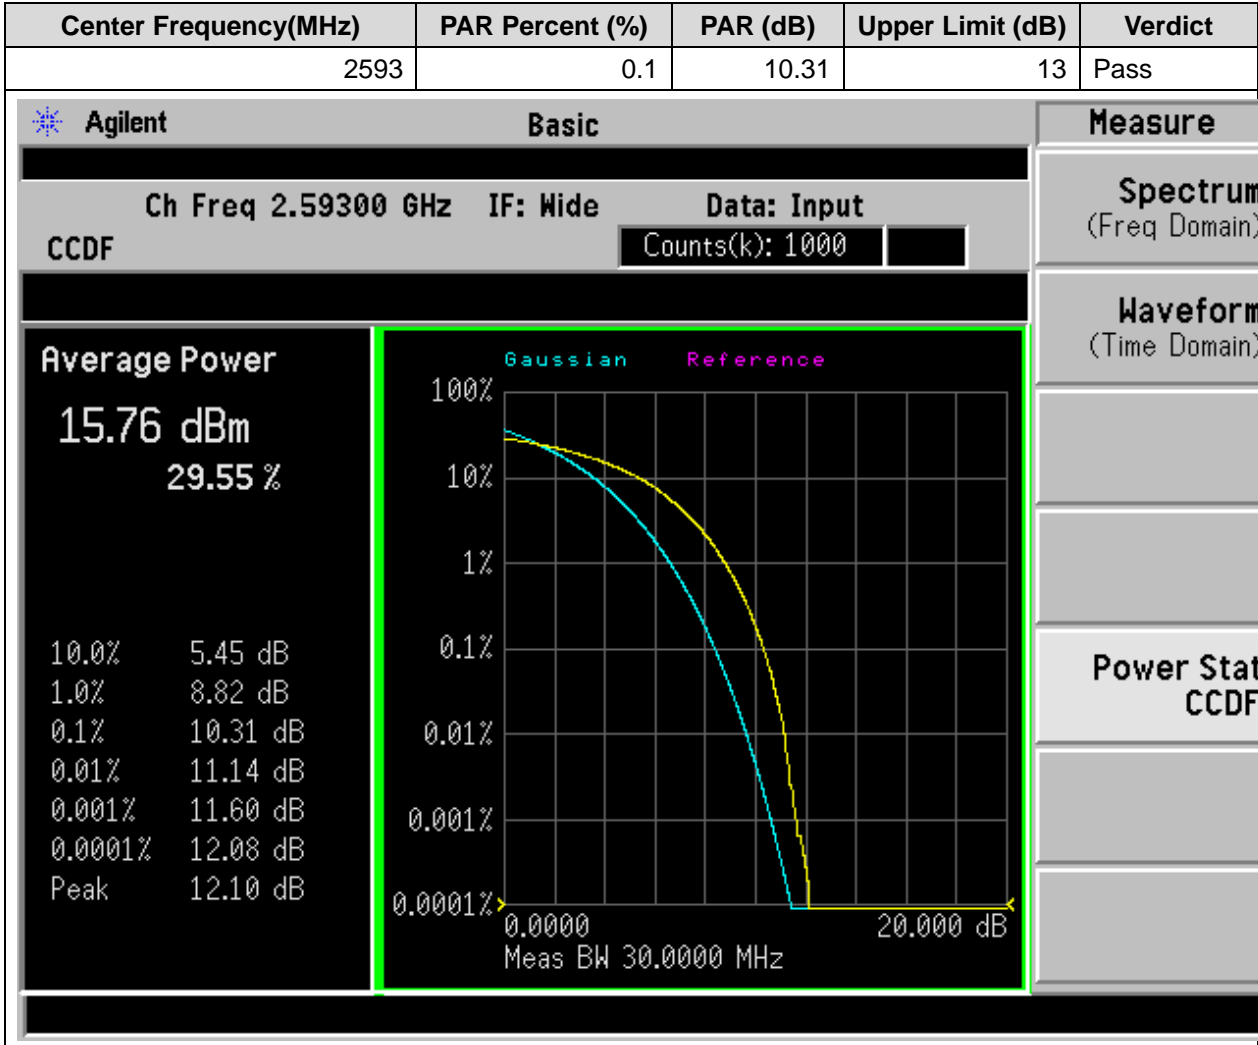 Center Frequency(MHz) PAR Percent (%) PAR (dB) Upper Limit (dB) Verdict
2593 0.1 10.31 13 Pass
Agilent Basic Measure
Ch Freq 2.59300 GHz IF: Wide Data: Input
CCDF Counts(k): 1000
Spectrum
(Freq Domain)
Waveform
(Time Domain)
Power Stat
CCDF
Average Power
15.76 dBm
29.55 %
10.0% 5.45 dB
1.0% 8.82 dB
0.1% 10.31 dB
0.01% 11.14 dB
0.001% 11.60 dB
0.0001% 12.08 dB
Peak 12.10 dB
Gaussian Reference
100%
10%
1%
0.1%
0.01%
0.001%
0.0001%
0.0000 20.000 dB
Meas BW 30.0000 MHz